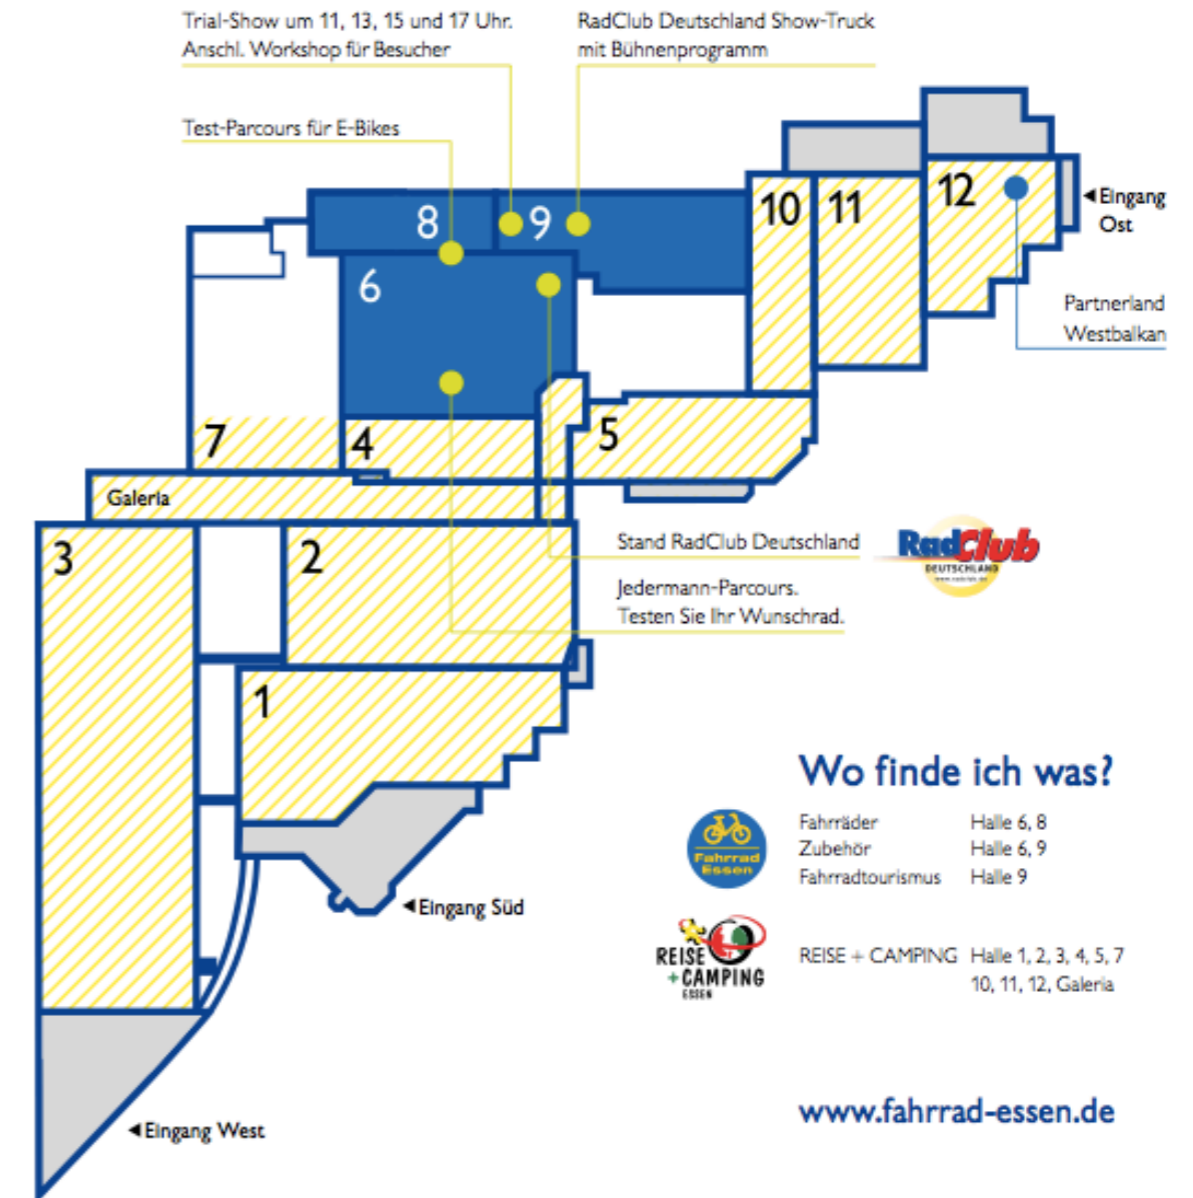 Trial-Show um 11, 13, 15 und 17 Uhr.
Anschl. Workshop für Besucher
RadClub Deutschland Show-Truck
mit Bühnenprogramm
Test-Parcours für E-Bikes
8
9
10
11
12
Eingang
Ost
6
Partnerland
Westbalkan
7
4
5
Galeria
3
2
Stand RadClub Deutschland
RadClub
DEUTSCHLAND
www.radclub.de
Jedermann-Parcours.
Testen Sie Ihr Wunschrad.
1
Wo finde ich was?
Fahrrad
Essen
Fahrräder Halle 6, 8
Zubehör Halle 6, 9
Fahrradtourismus Halle 9
Eingang Süd
REISE
+CAMPING
ESSEN
REISE + CAMPING Halle 1, 2, 3, 4, 5, 7
10, 11, 12, Galeria
www.fahrrad-essen.de
Eingang West